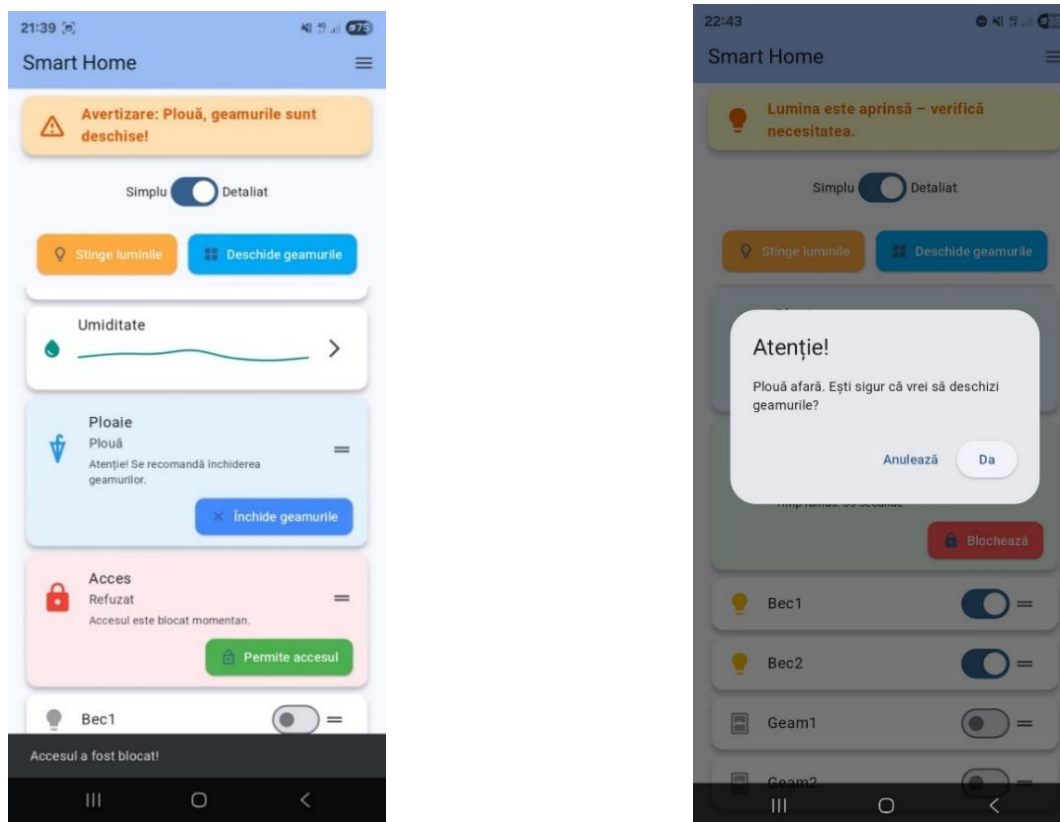 21:39
75
Smart Home
Avertizare: Plouă, geamurile sunt
deschise!
Simplu Detaliat
Stinge luminile Deschide geamurile
Umiditate
Ploaie
Plouă
Atenție! Se recomandă închiderea
geamurilor.
Închide geamurile
Acces
Refuzat
Accesul este blocat momentan.
Permite accesul
Bec1
Accesul a fost blocat!
22:43
Smart Home
Lumina este aprinsă – verifică
necesitatea.
Simplu Detaliat
Stinge luminile Deschide geamurile
Atenție!
Plouă afară. Ești sigur că vrei să deschizi
geamurile?
Anulează Da
Blochează
Bec1
Bec2
Geam1
Geam2